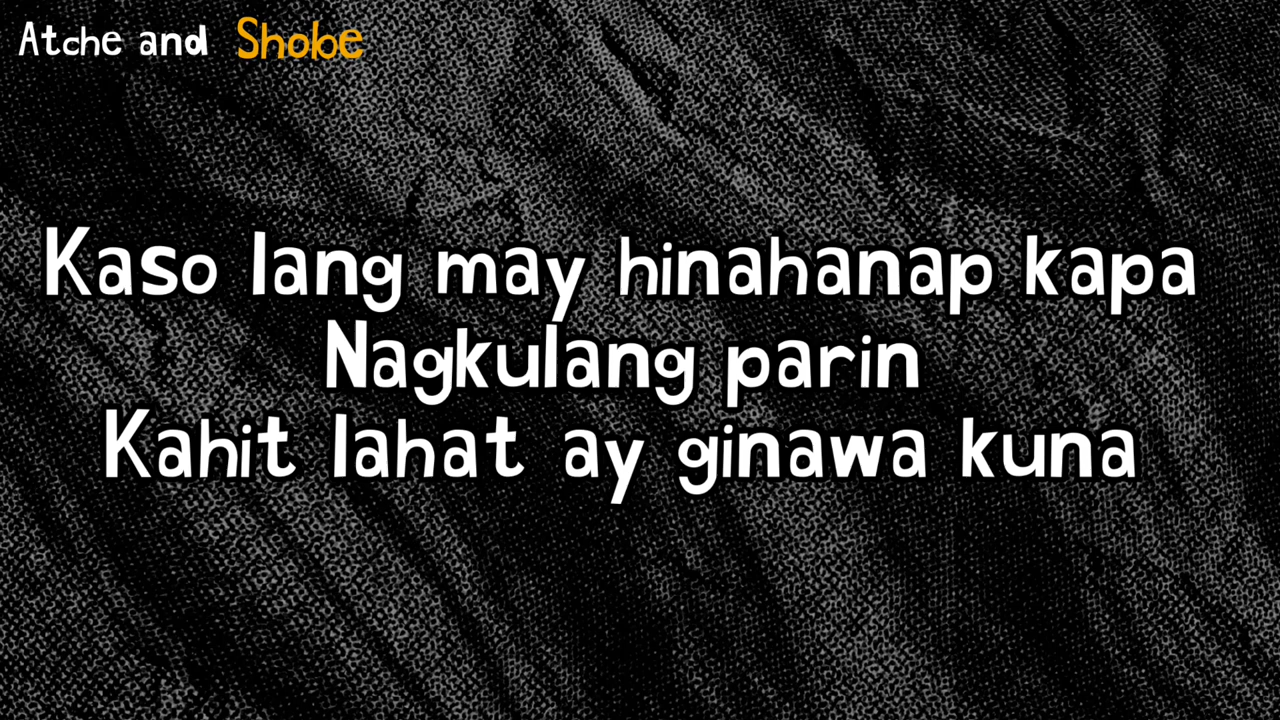 Atche and Shobe
Kaso lang may hinahanap kapa
Nagkulang parin
Kahit lahat ay ginawa kuna